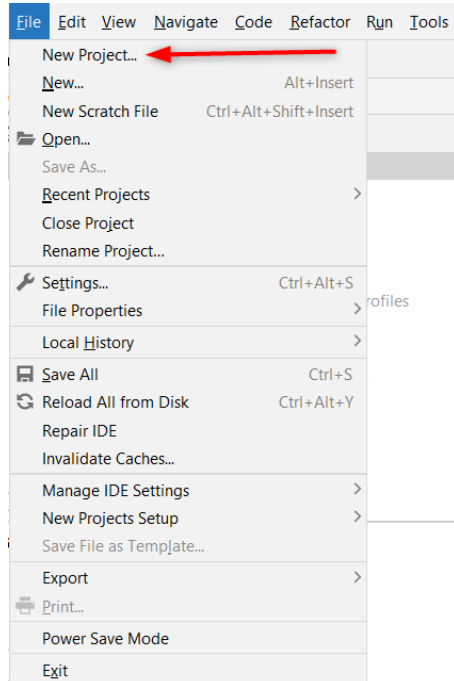 File Edit View Navigate Code Refactor Run Tools
New Project...
New... Alt+Insert
New Scratch File Ctrl+Alt+Shift+Insert
Open...
Save As...
Recent Projects
Close Project
Rename Project...
Settings... Ctrl+Alt+S
rofiles
File Properties
Local History
Save All Ctrl+S
Reload All from Disk Ctrl+Alt+Y
Repair IDE
Invalidate Caches...
Manage IDE Settings
New Projects Setup
Save File as Template...
Export
Print...
Power Save Mode
Exit